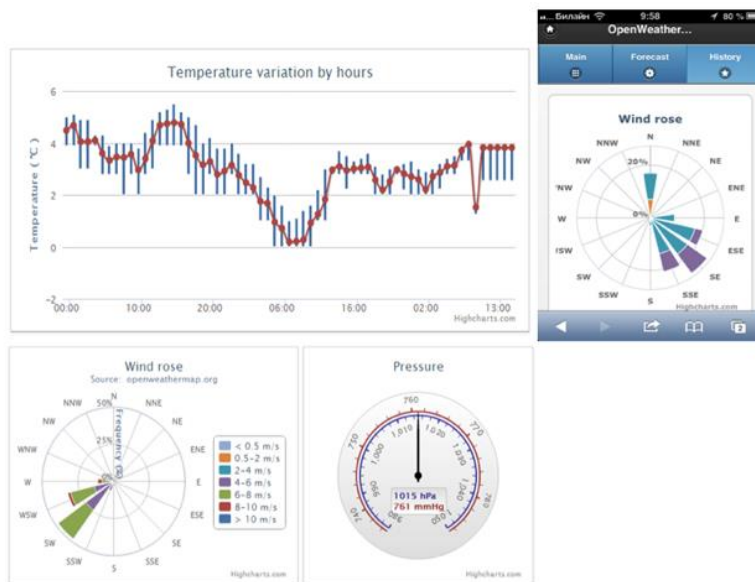 Temperature variation by hours
Temperature (°C)
6
4
2
0
-2
00:00 10:00 20:00 06:00 16:00 02:00 13:00
Highcharts.com
Билайн 9:58 80 %
OpenWeather...
Main Forecast History
Wind rose
N
NNW NNE
NW NE
ENE
W E
ESE
SW SE
SSW SSE
S
20%
0%
Highcharts.com
Wind rose
Source: openweathermap.org
N
NNW NNE
NW NE
WNW ENE
W E
WSW ESE
SW SE
SSW SSE
S
50%
25%
Frequency (%)
< 0.5 m/s
0.5-2 m/s
2-4 m/s
4-6 m/s
6-8 m/s
8-10 m/s
> 10 m/s
Highcharts.com
Pressure
740 750 760 770 780
980 990 1,000 1,010 1,020 1,030 1,040 1,050
1015 hPa
761 mmHg
Highcharts.com